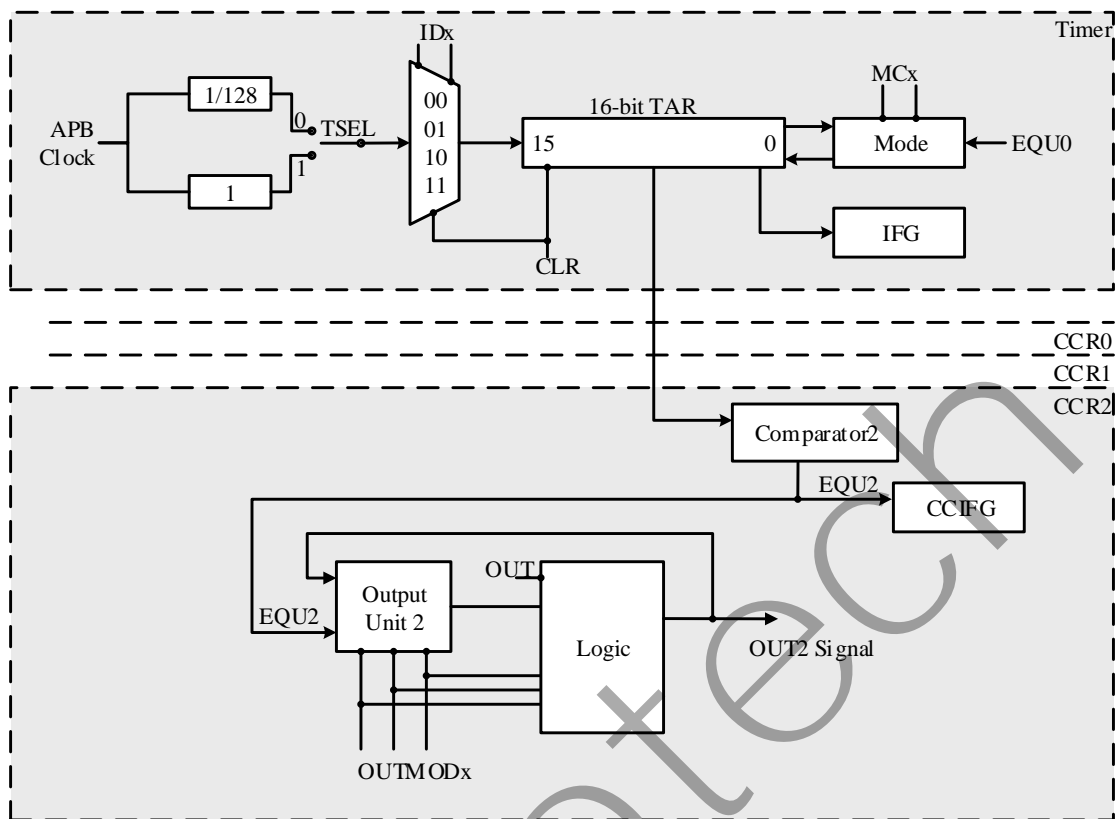 Timer
IDx
MCx
1/128
00
01
10
11
16-bit TAR
APB
Clock
0
TSEL
1
1
15
0
Mode
EQU0
IFG
CLR
CCR0
CCR1
CCR2
Comparator2
EQU2
CCIFG
OUT
Output
Unit 2
EQU2
Logic
OUT2 Signal
OUTMODx
ntech